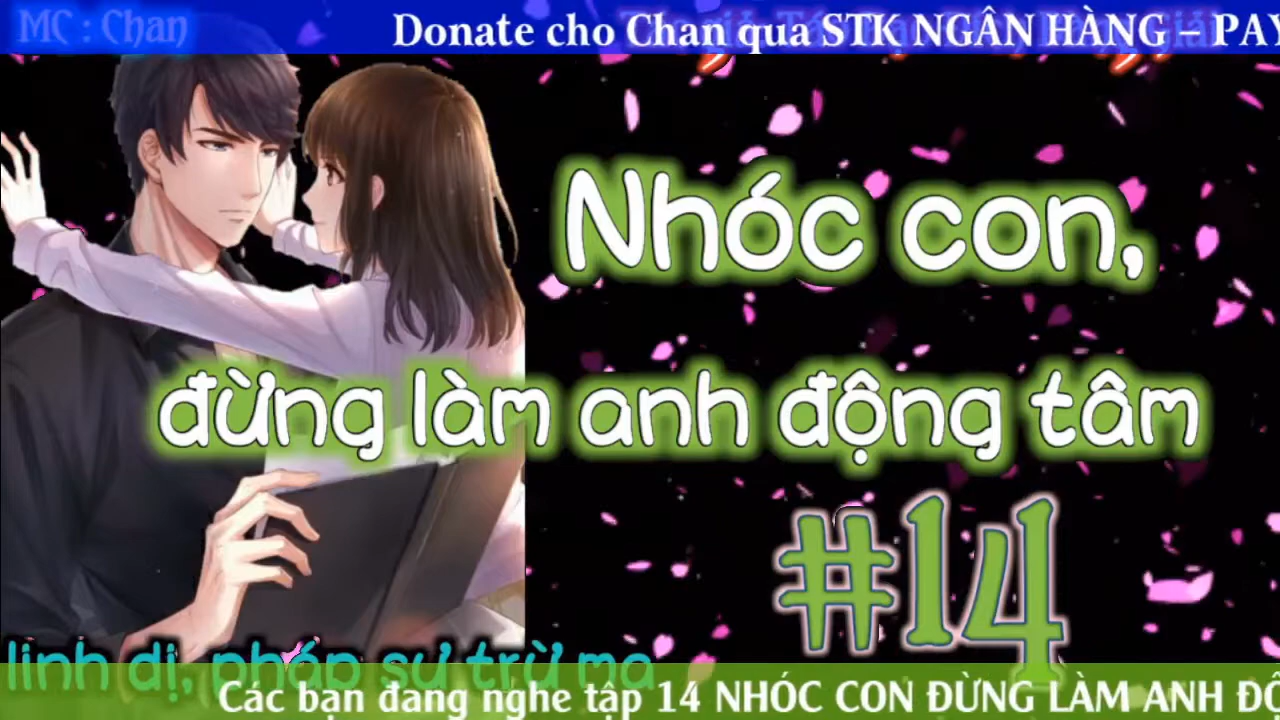 MC : Chan
Donate cho Chan qua STK NGÂN HÀNG – PAY
Nhóc con,
đừng làm anh động tâm
#14
linh dị, pháp sư trừ ma
Các bạn đang nghe tập 14 NHÓC CON ĐỪNG LÀM ANH ĐỘ